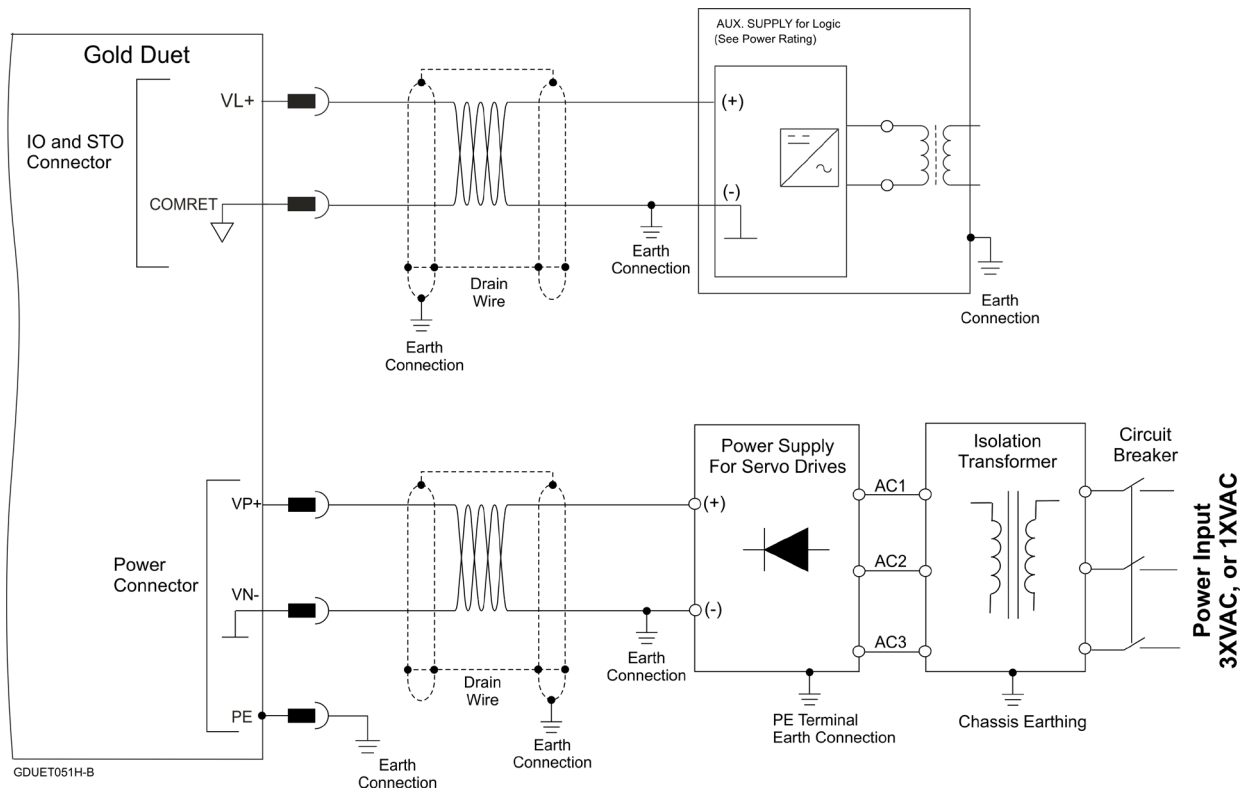 Gold Duet
AUX. SUPPLY for Logic
(See Power Rating)
VL+
(+)
IO and STO
Connector
COMRET
(-)
Earth
Connection
Drain
Wire
Earth
Connection
Earth
Connection
Power Supply
For Servo Drives
Isolation
Transformer
Circuit
Breaker
VP+
(+)
AC1
Power
Connector
AC2
VN-
(-)
AC3
Power Input
3XVAC, or 1XVAC
Earth
Connection
Drain
Wire
PE
PE Terminal
Earth Connection
Chassis Earthing
Earth
Connection
Earth
Connection
GDUET051H-B